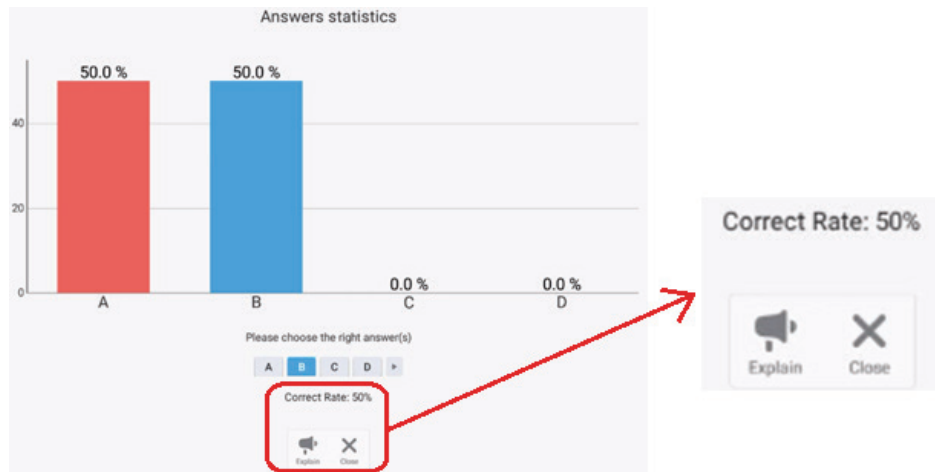 Answers statistics
50.0 % 50.0 % 0.0 % 0.0 %
40
20
0
A B C D
Please choose the right answer(s)
A B C D
Correct Rate: 50%
Explain Close
Correct Rate: 50%
Explain Close